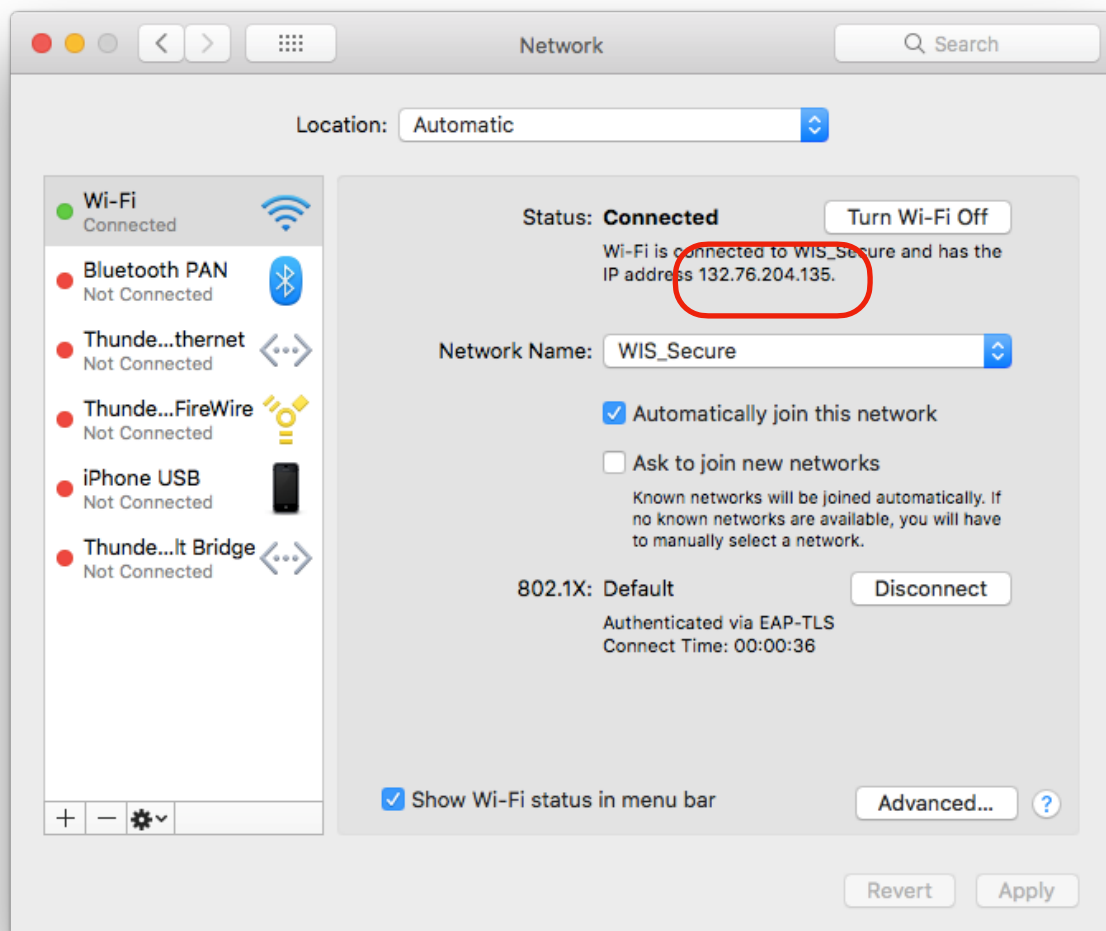 Network
Search
Location: Automatic
Wi-Fi
Connected
Bluetooth PAN
Not Connected
Thunde...thernet
Not Connected
Thunde...FireWire
Not Connected
iPhone USB
Not Connected
Thunde...lt Bridge
Not Connected
Status: Connected
Turn Wi-Fi Off
Wi-Fi is connected to WIS_Secure and has the
IP address 132.76.204.135.
Network Name: WIS_Secure
Automatically join this network
Ask to join new networks
Known networks will be joined automatically. If
no known networks are available, you will have
to manually select a network.
802.1X: Default
Disconnect
Authenticated via EAP-TLS
Connect Time: 00:00:36
Show Wi-Fi status in menu bar
Advanced...
?
Revert
Apply